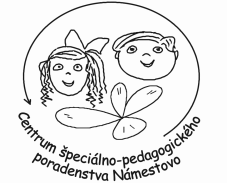 Centrum špeciálno-pedagogického
poradenstva Námestovo